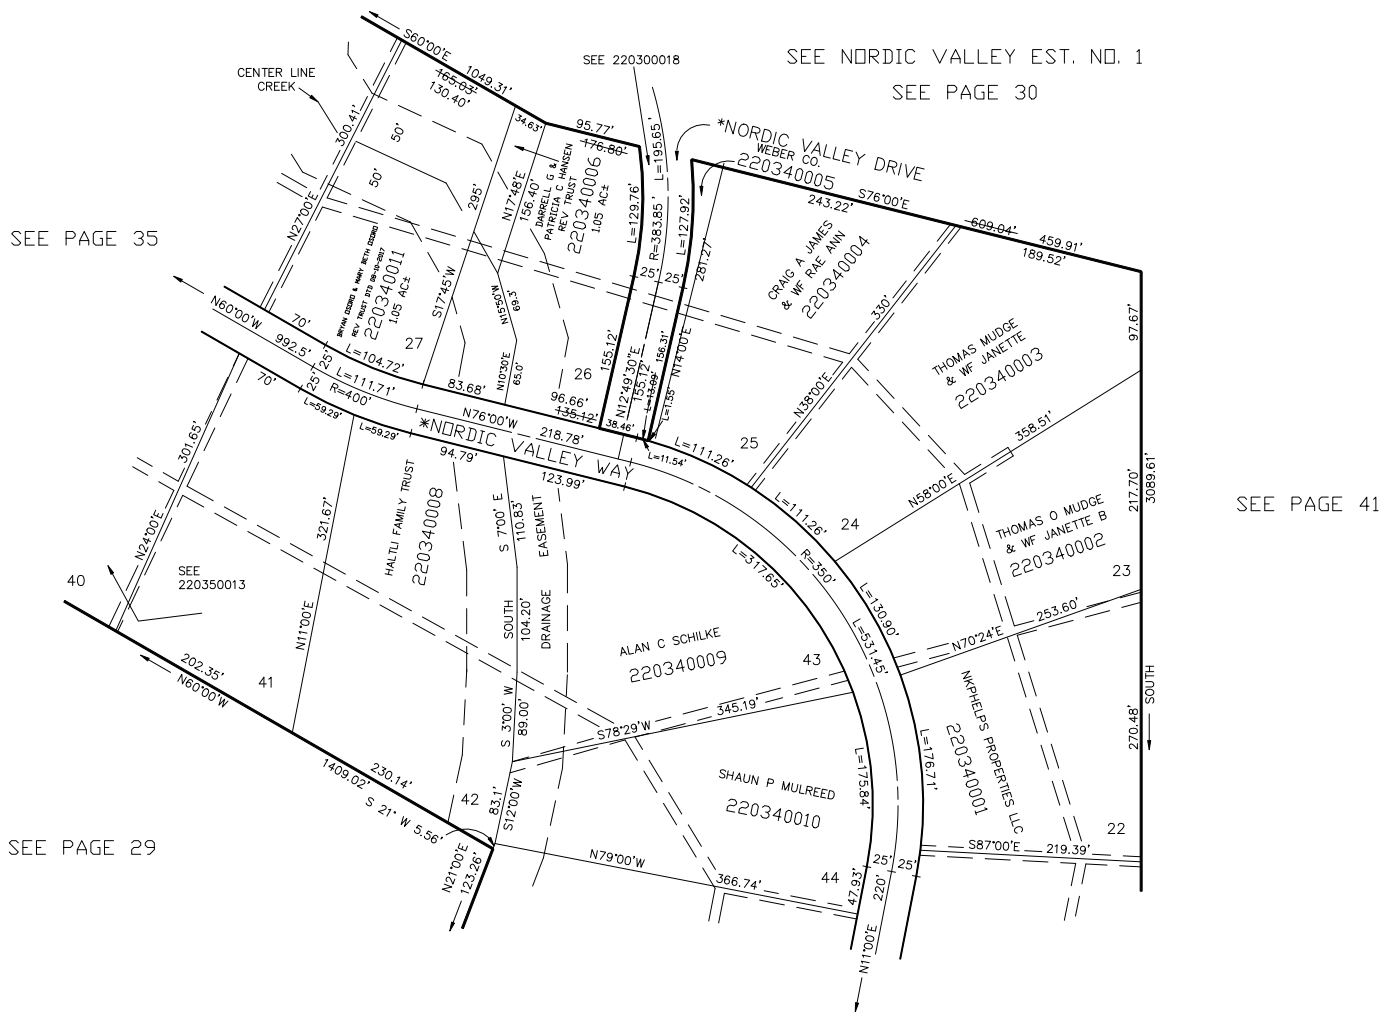 SEE NORDIC VALLEY EST. NO. 1
SEE PAGE 30
SEE 220300018
CENTER LINE
CREEK
S60°00'E
1049.31'
165.03'
130.40'
34.63'
95.77'
176.80'
300.41'
50'
50'
N27°00'E
295'
N17°48'E
156.40'
DARRELL G. &
PATRICIA C HANSEN
REV TRUST
220340006
1.05 AC±
L=129.76'
L=195.65'
R=383.85'
L=127.92'
*NORDIC VALLEY DRIVE
WEBER CO.
220340005
S76°00'E
243.22'
609.04'
459.91'
189.52'
281.27'
25'
25'
CRAIG A JAMES
& WF RAE ANN
220340004
330'
97.67'
SEE PAGE 35
BRYAN DIXON & MARY BETH DIXON
REV TRUST DTD 08-10-2017
220340011
1.05 AC±
S17°45'W
N15°50'W
69.3'
N60°00'W
992.5'
70'
25'
25'
L=104.72'
27
L=111.71'
R=400'
83.68'
N10°30'E
65.0'
26
96.66'
135.12'
155.12'
N12°49'30"E
155.12'
156.31'
L=13.09'
N14°00'E
L=1.55'
38.46'
THOMAS MUDGE
& WF JANETTE
220340003
N38°00'E
358.51'
70'
L=59.29'
L=59.29'
N76°00'W
218.78'
*NORDIC VALLEY WAY
94.79'
123.99'
L=11.54'
L=111.26'
25
N58°00'E
217.70'
3089.61'
SEE PAGE 41
301.65'
321.67'
HALTLI FAMILY TRUST
220340008
S 7°00' E
110.83'
EASEMENT
L=111.26'
24
THOMAS O MUDGE
& WF JANETTE B
220340002
L=317.65'
R=350'
23
N24°00'E
SEE
220350013
40
N11°00'E
SOUTH
104.20'
DRAINAGE
L=130.90'
L=531.45'
253.60'
N70°24'E
ALAN C SCHILKE
220340009
43
202.35'
N60°00'W
41
S 3°00' W
89.00'
S78°29'W
345.19'
NKPHELPS PROPERTIES LLC
220340001
SOUTH
270.48'
L=176.71'
L=175.84'
SHAUN P MULREED
220340010
230.14'
1409.02'
S 21° W 5.56'
42
83.1'
S12°00'W
22
S87°00'E
219.39'
SEE PAGE 29
N21°00'E
123.26'
N79°00'W
366.74'
44
47.93'
25'
25'
220'
N11°00'E